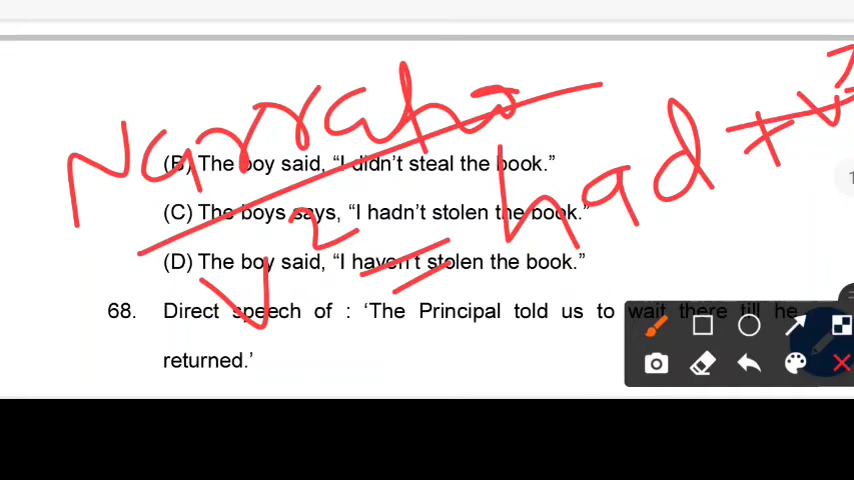 Narration
had + V3
(B) The boy said, “I didn’t steal the book.”
(C) The boys says, “I hadn’t stolen the book.”
V2 =
(D) The boy said, “I haven’t stolen the book.”
68. Direct speech of : ‘The Principal told us to wait there till he
returned.’
1